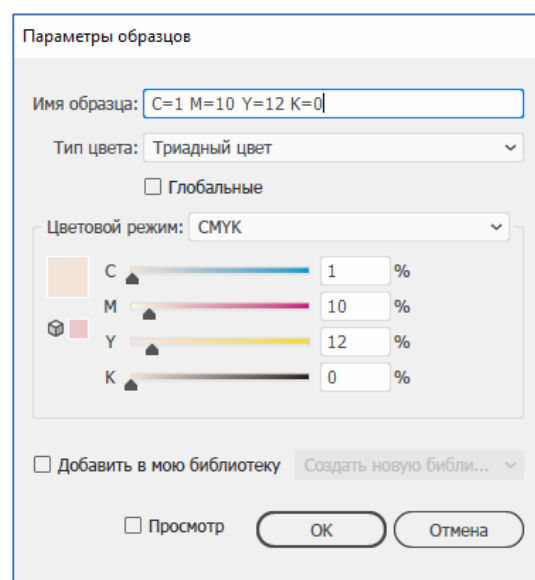 Параметры образцов
Имя образца: C=1 M=10 Y=12 K=0
Тип цвета: Триадный цвет
Глобальные
Цветовой режим: CMYK
C 1 %
M 10 %
Y 12 %
K 0 %
Добавить в мою библиотеку Создать новую библи...
Просмотр OK Отмена